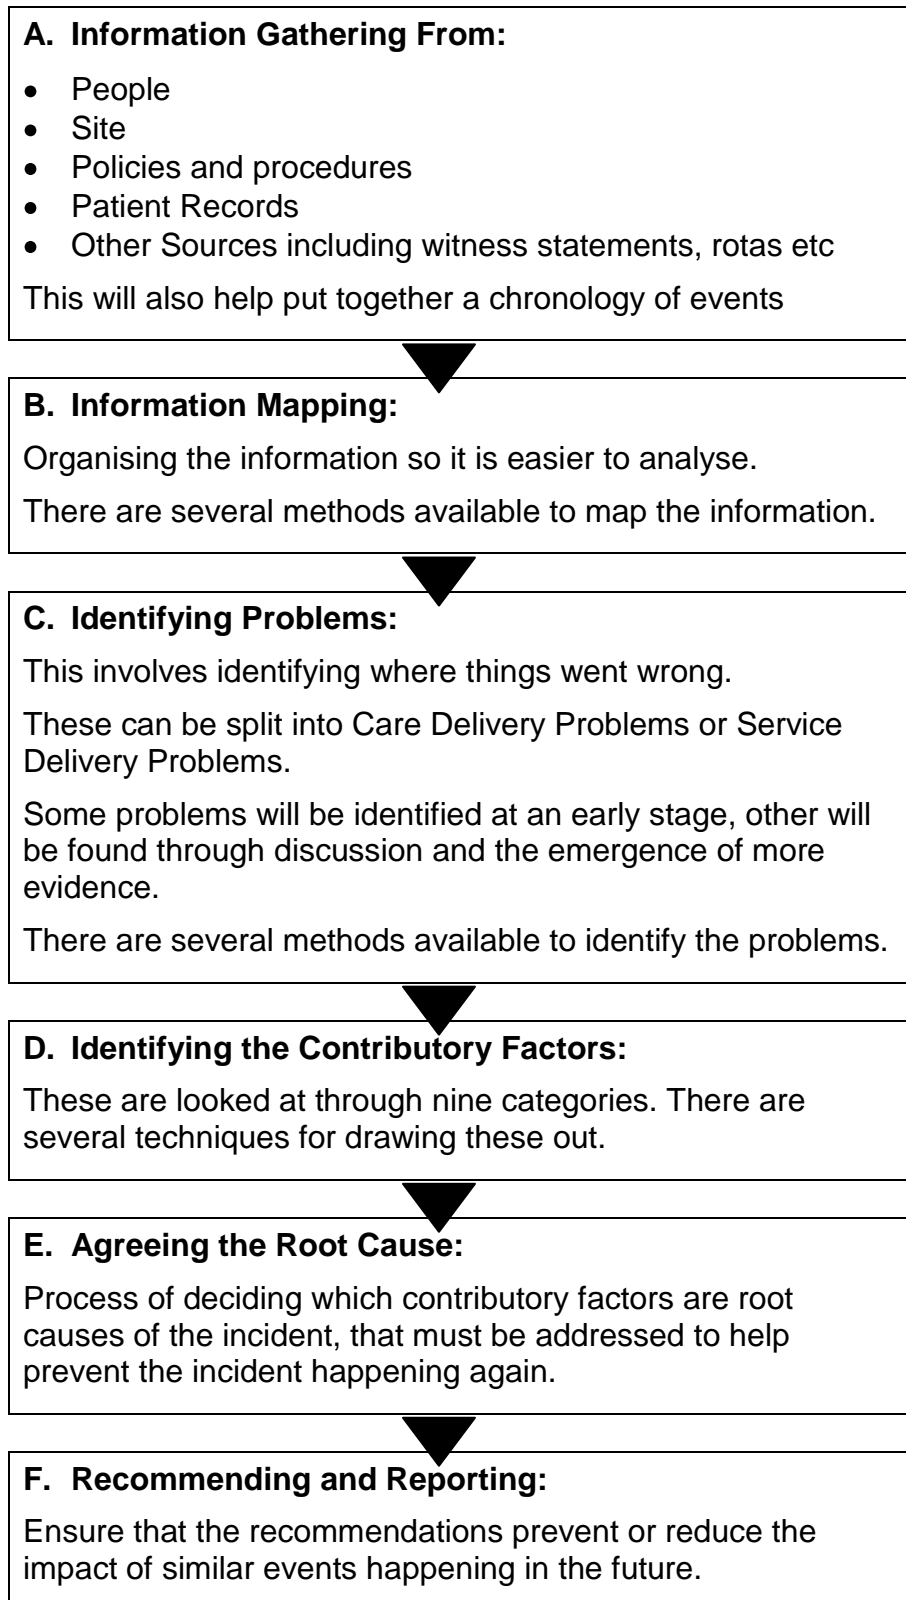 A. Information Gathering From:
• People
• Site
• Policies and procedures
• Patient Records
• Other Sources including witness statements, rotas etc
This will also help put together a chronology of events
B. Information Mapping:
Organising the information so it is easier to analyse.
There are several methods available to map the information.
C. Identifying Problems:
This involves identifying where things went wrong.
These can be split into Care Delivery Problems or Service
Delivery Problems.
Some problems will be identified at an early stage, other will
be found through discussion and the emergence of more
evidence.
There are several methods available to identify the problems.
D. Identifying the Contributory Factors:
These are looked at through nine categories. There are
several techniques for drawing these out.
E. Agreeing the Root Cause:
Process of deciding which contributory factors are root
causes of the incident, that must be addressed to help
prevent the incident happening again.
F. Recommending and Reporting:
Ensure that the recommendations prevent or reduce the
impact of similar events happening in the future.